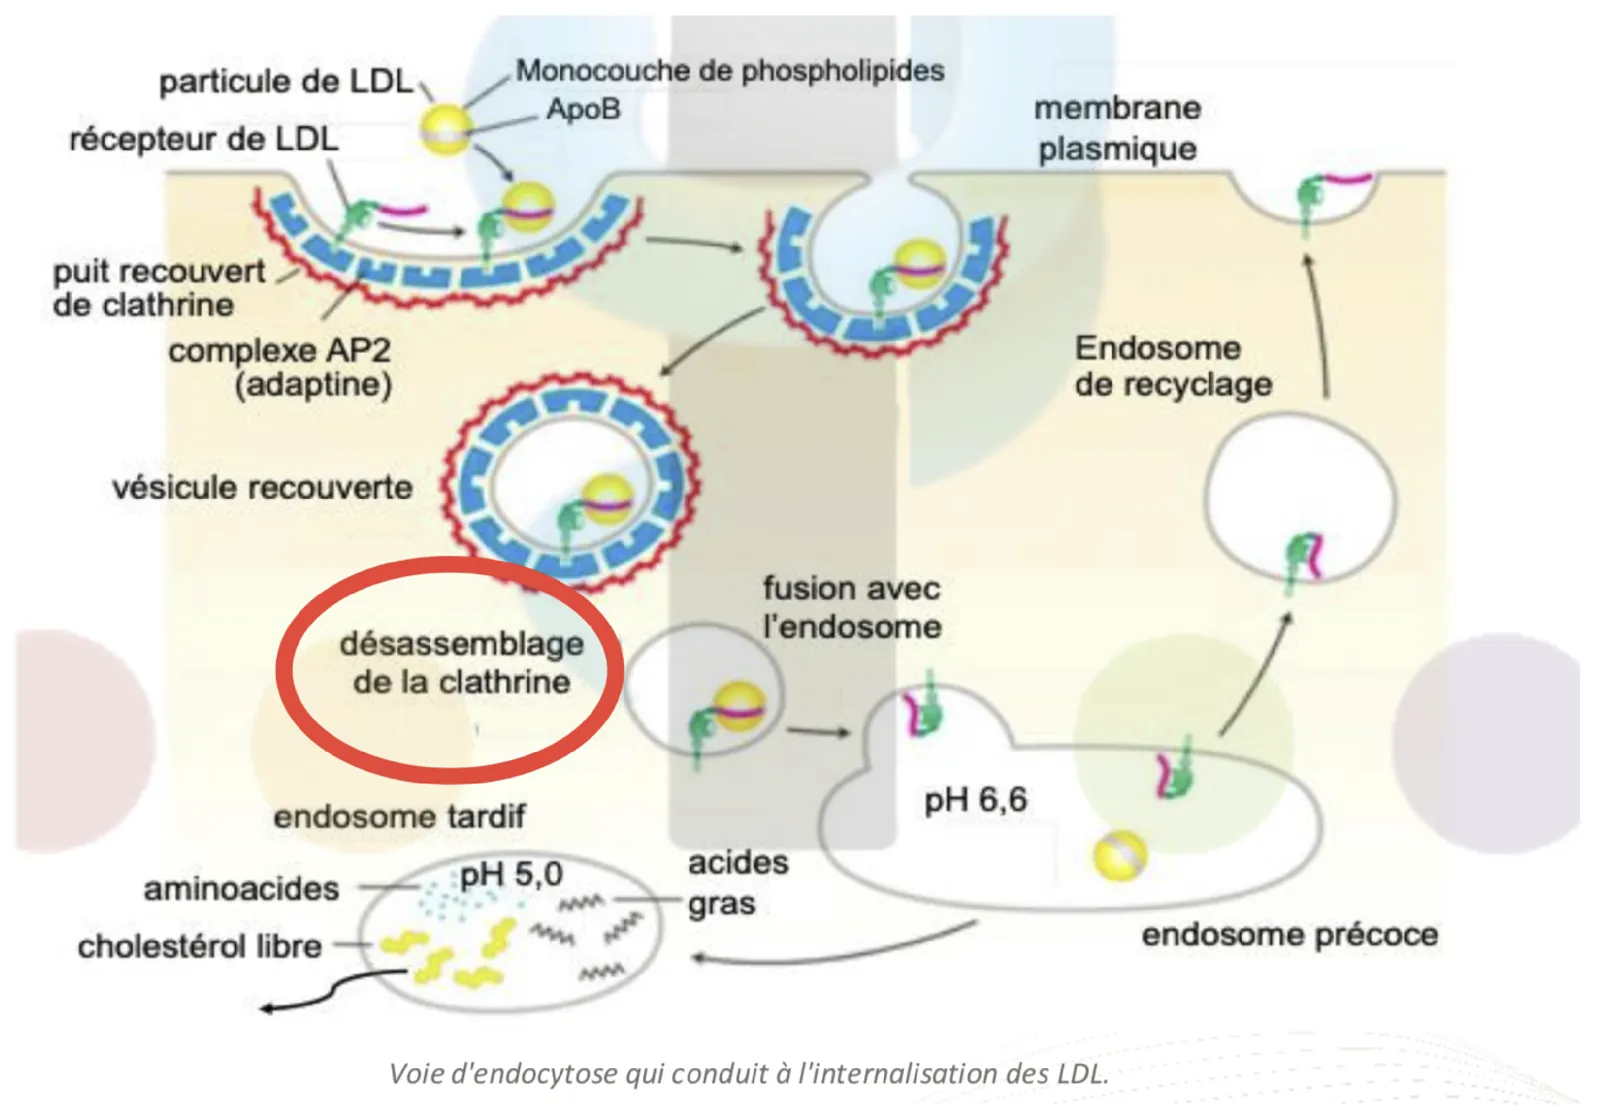 particule de LDL
Monocouche de phospholipides
ApoB
récepteur de LDL
membrane
plasmique
puit recouvert
de clathrine
complexe AP2
(adaptine)
Endosome
de recyclage
vésicule recouverte
fusion avec
l'endosome
désassemblage
de la clathrine
pH 6,6
endosome tardif
pH 5,0
acides
gras
aminoacides
cholestérol libre
endosome précoce
Voie d'endocytose qui conduit à l'internalisation des LDL.